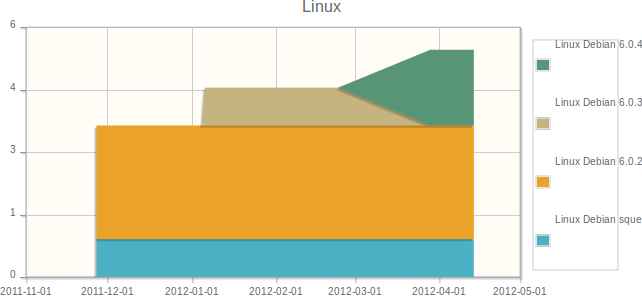 Linux
6
4
3
1
0
2011-11-01 2011-12-01 2012-01-01 2012-02-01 2012-03-01 2012-04-01 2012-05-01
Linux Debian 6.0.4
Linux Debian 6.0.3
Linux Debian 6.0.2
Linux Debian sque